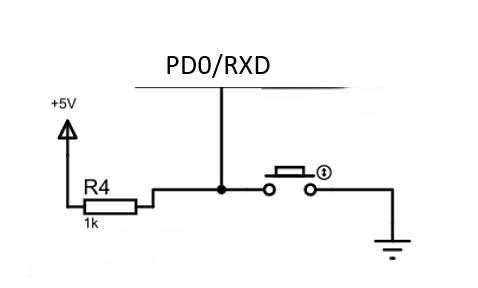 PD0/RXD
+5V
R4
1k